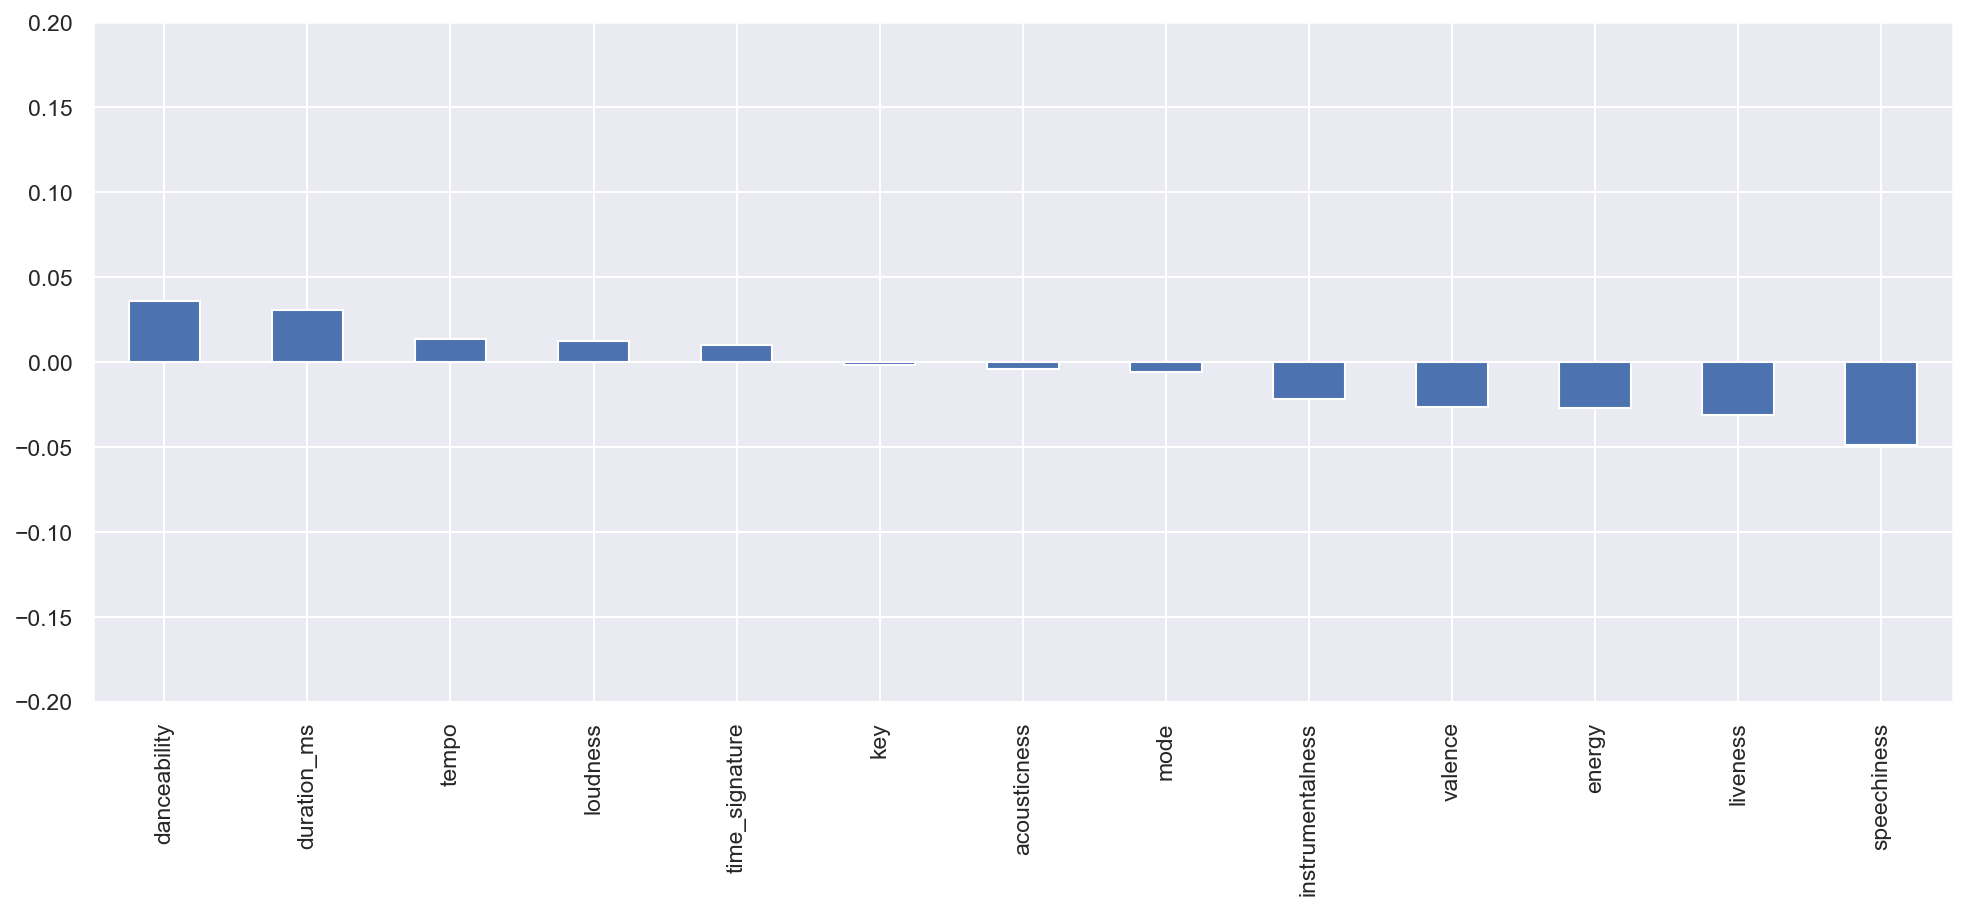 0.20
0.15
0.10
0.05
0.00
−0.05
−0.10
−0.15
−0.20
danceability
duration_ms
tempo
loudness
time_signature
key
acousticness
mode
instrumentalness
valence
energy
liveness
speechiness